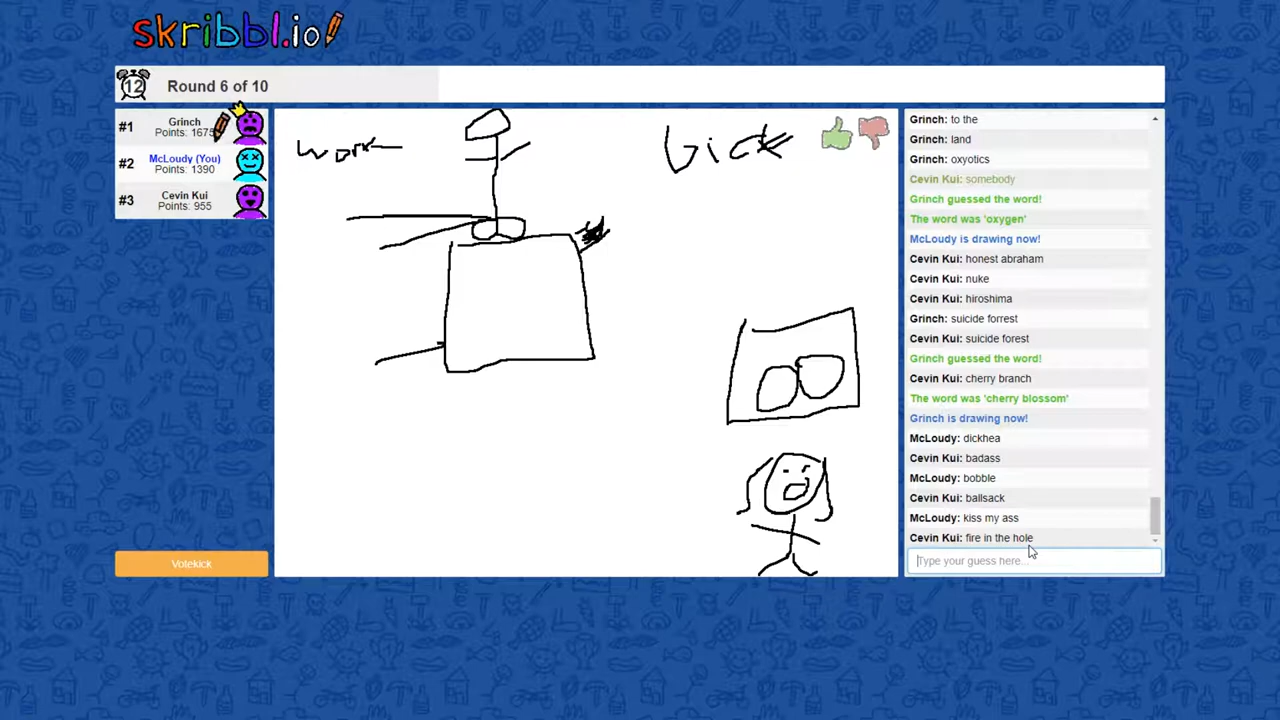 skribbl.io
12
Round 6 of 10
#1
Grinch
Points: 1675
#2
McLoudy (You)
Points: 1390
#3
Cevin Kui
Points: 955
Votekick
work
Grinch: to the
Grinch: land
Grinch: oxyotics
Cevin Kui: somebody
Grinch guessed the word!
The word was 'oxygen'
McLoudy is drawing now!
Cevin Kui: honest abraham
Cevin Kui: nuke
Cevin Kui: hiroshima
Grinch: suicide forrest
Cevin Kui: suicide forest
Grinch guessed the word!
Cevin Kui: cherry branch
The word was 'cherry blossom'
Grinch is drawing now!
McLoudy: dickhea
Cevin Kui: badass
McLoudy: bobble
Cevin Kui: ballsack
McLoudy: kiss my ass
Cevin Kui: fire in the hole
Type your guess here...